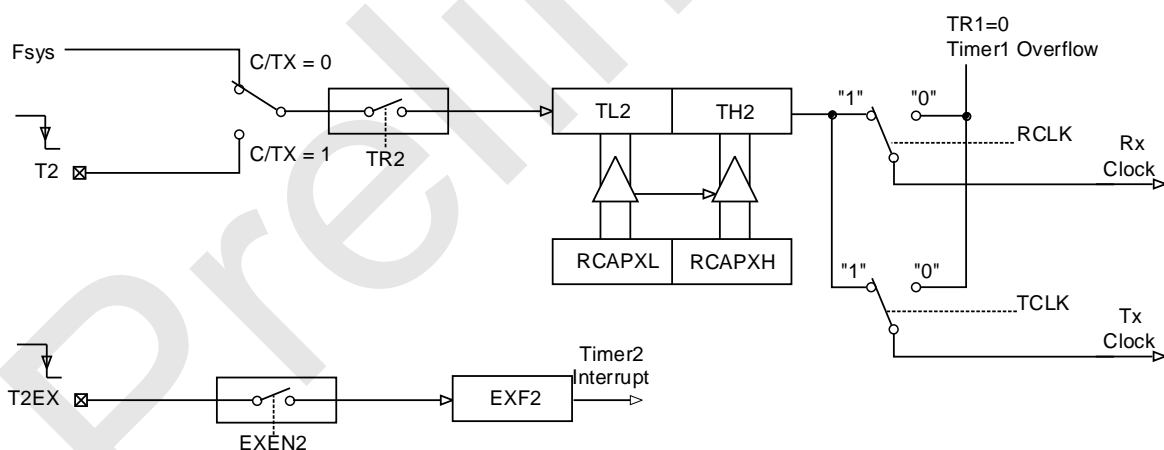 TR1=0
Timer1 Overflow
Fsys
C/TX = 0
"1"
"0"
TL2
TH2
RCLK
Rx
Clock
T2
C/TX = 1
TR2
RCAPXL
RCAPXH
"1"
"0"
TCLK
Tx
Clock
Timer2
Interrupt
T2EX
EXF2
EXEN2